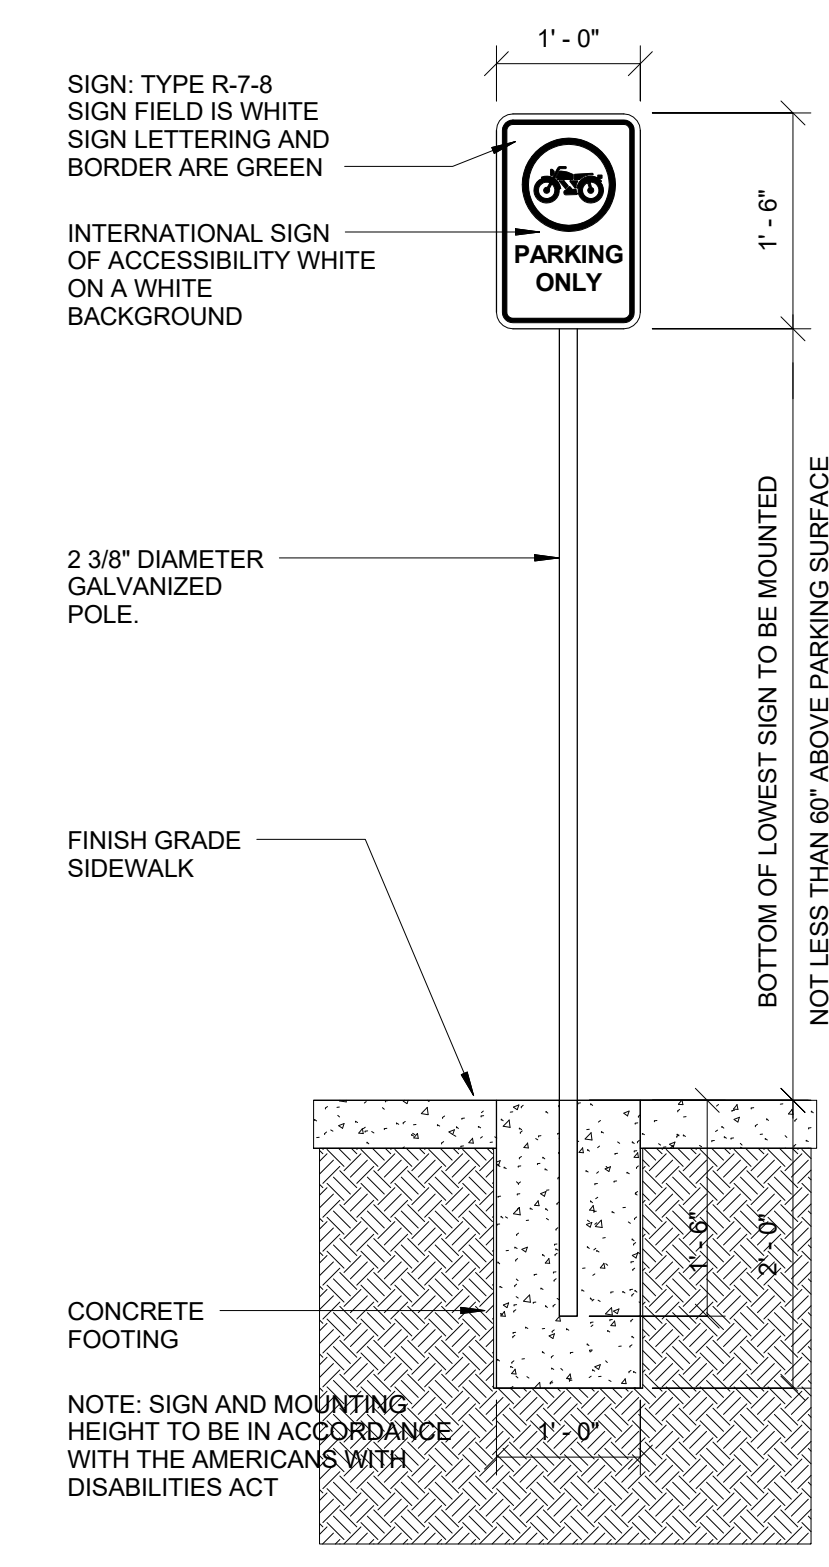 1' - 0"
SIGN: TYPE R-7-8
SIGN FIELD IS WHITE
SIGN LETTERING AND
BORDER ARE GREEN
INTERNATIONAL SIGN
OF ACCESSIBILITY WHITE
ON A WHITE
BACKGROUND
PARKING
ONLY
1' - 6"
2 3/8" DIAMETER
GALVANIZED
POLE.
BOTTOM OF LOWEST SIGN TO BE MOUNTED
NOT LESS THAN 60" ABOVE PARKING SURFACE
FINISH GRADE
SIDEWALK
1' - 6"
2' - 0"
CONCRETE
FOOTING
NOTE: SIGN AND MOUNTING
HEIGHT TO BE IN ACCORDANCE
WITH THE AMERICANS WITH
DISABILITIES ACT
1' - 0"